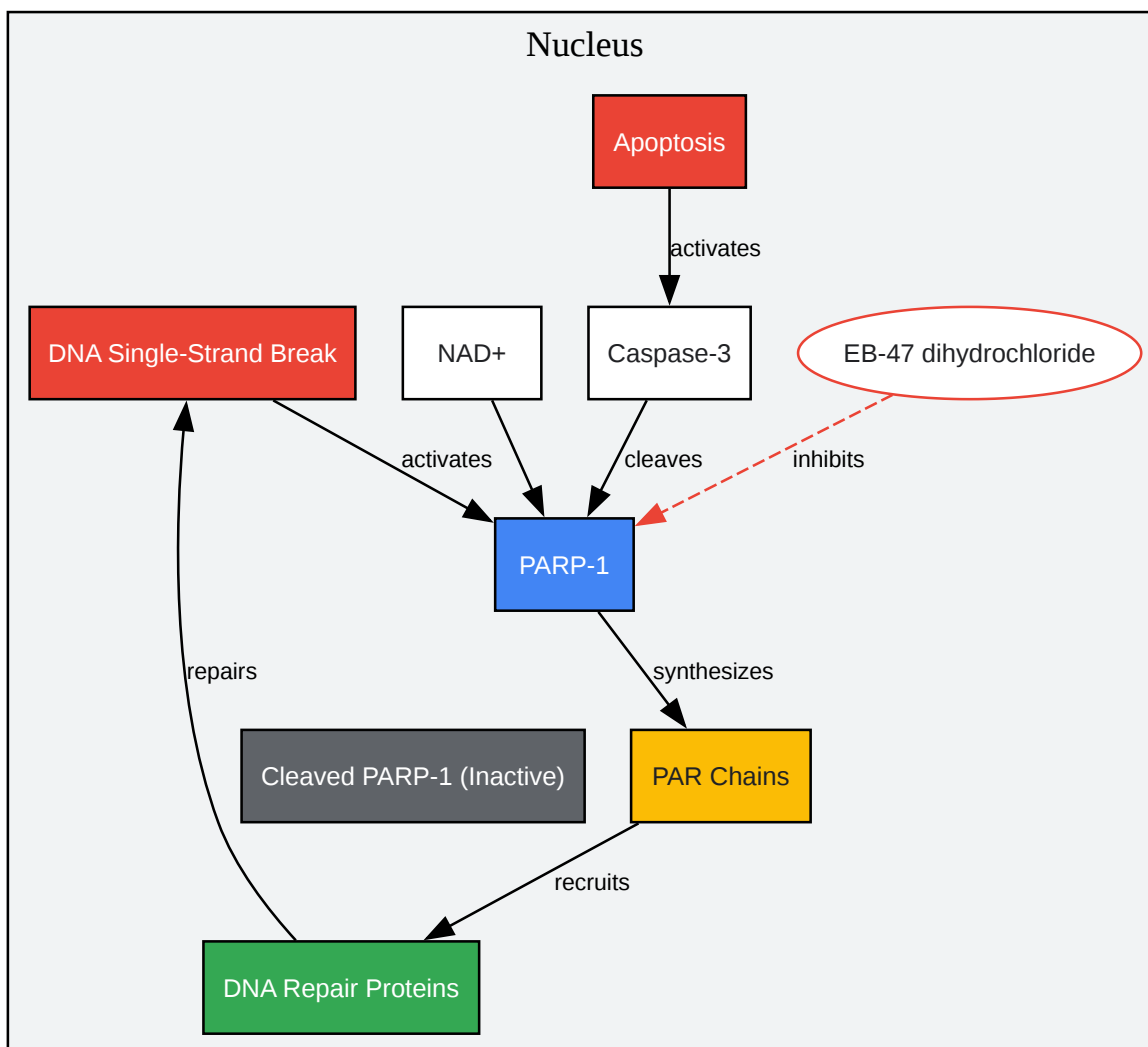 Nucleus
Apoptosis
activates
DNA Single-Strand Break
NAD+
Caspase-3
EB-47 dihydrochloride
activates
cleaves
inhibits
PARP-1
repairs
synthesizes
Cleaved PARP-1 (Inactive)
PAR Chains
recruits
DNA Repair Proteins